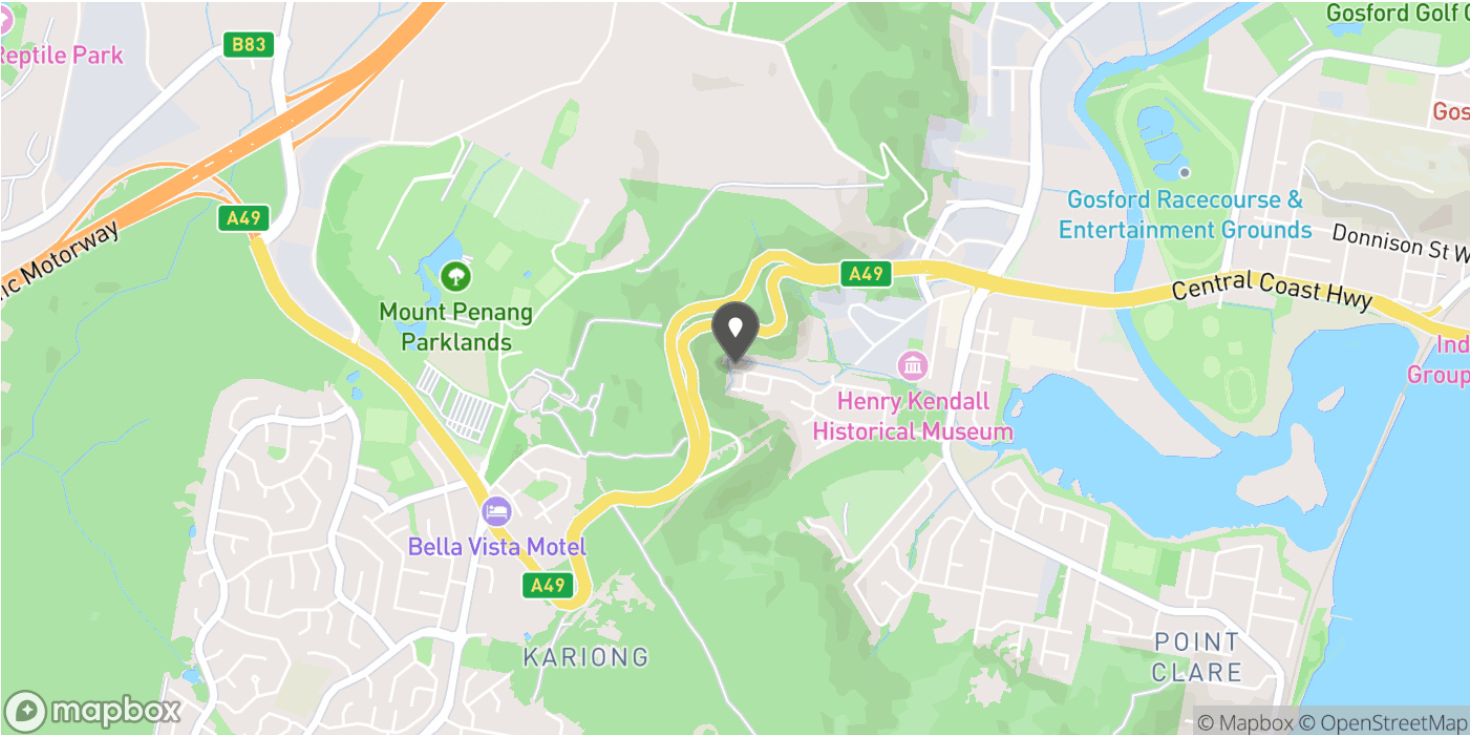 Gosford Golf C
B83
Reptile Park
Gos
A49
Gosford Racecourse &
Entertainment Grounds
Donnison St W
ic Motorway
A49
Central Coast Hwy
Mount Penang
Parklands
Ind
Group
Henry Kendall
Historical Museum
Bella Vista Motel
A49
KARIONG
POINT
CLARE
mapbox
© Mapbox © OpenStreetMap